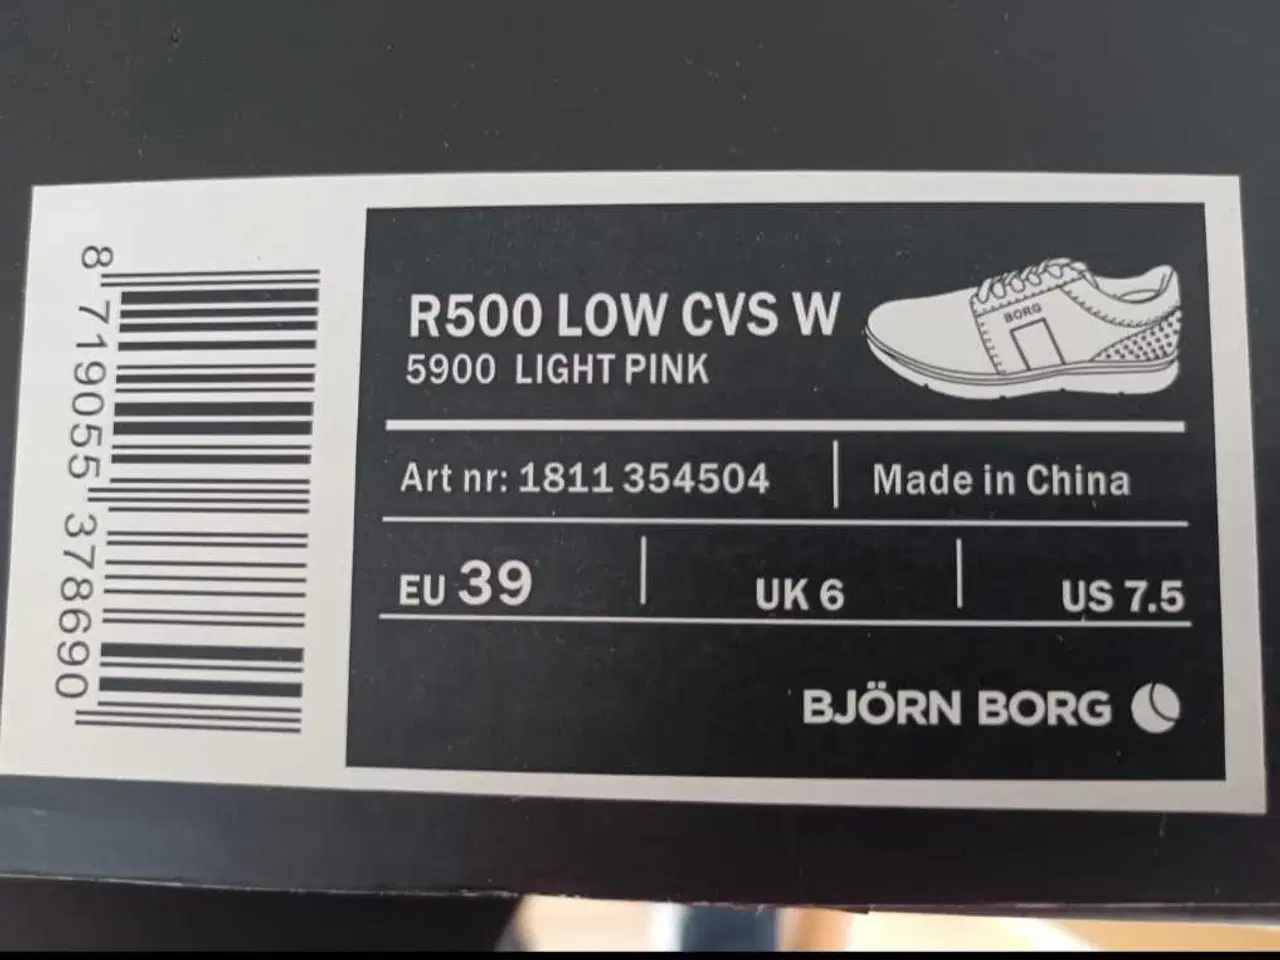 8 719055 378690
R500 LOW CVS W
5900 LIGHT PINK
BORG
Art nr: 1811 354504
Made in China
EU 39
UK 6
US 7.5
BJÖRN BORG